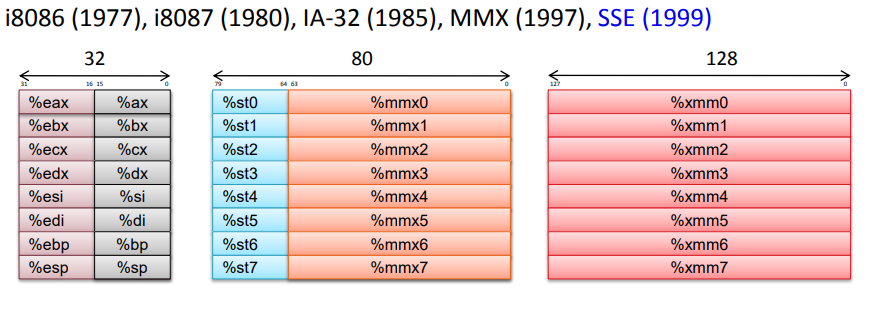 i8086 (1977), i8087 (1980), IA-32 (1985), MMX (1997), SSE (1999)
32 80 128
31 16 15 0 79 64 63 0 127 0
%eax %ax %st0 %mmx0 %xmm0
%ebx %bx %st1 %mmx1 %xmm1
%ecx %cx %st2 %mmx2 %xmm2
%edx %dx %st3 %mmx3 %xmm3
%esi %si %st4 %mmx4 %xmm4
%edi %di %st5 %mmx5 %xmm5
%ebp %bp %st6 %mmx6 %xmm6
%esp %sp %st7 %mmx7 %xmm7